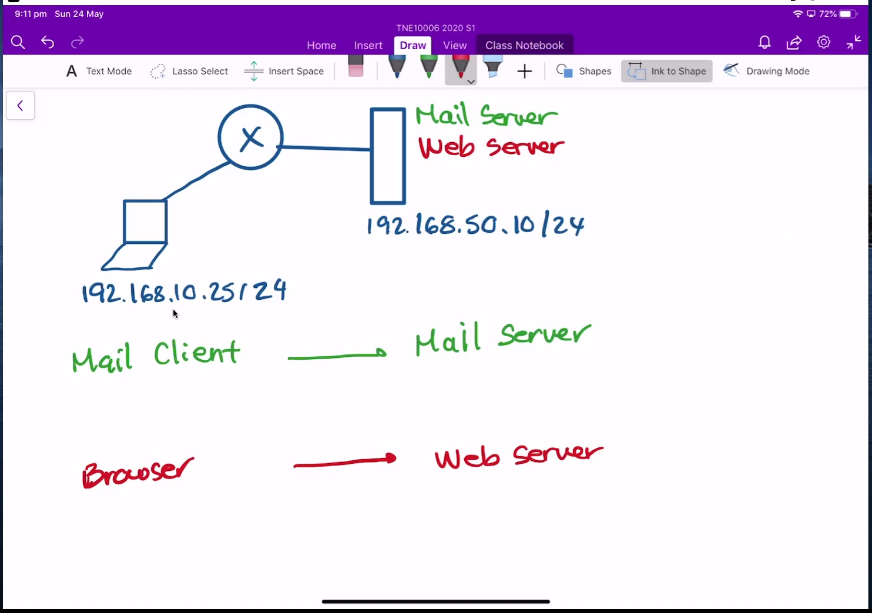 9:11 pm Sun 24 May
72%
TNE10006 2020 S1
Home Insert Draw View Class Notebook
A Text Mode Lasso Select Insert Space Shapes Ink to Shape Drawing Mode
X
Mail Server
Web Server
192.168.50.10/24
192.168.10.25/24
Mail Client Mail Server
Browser Web Server